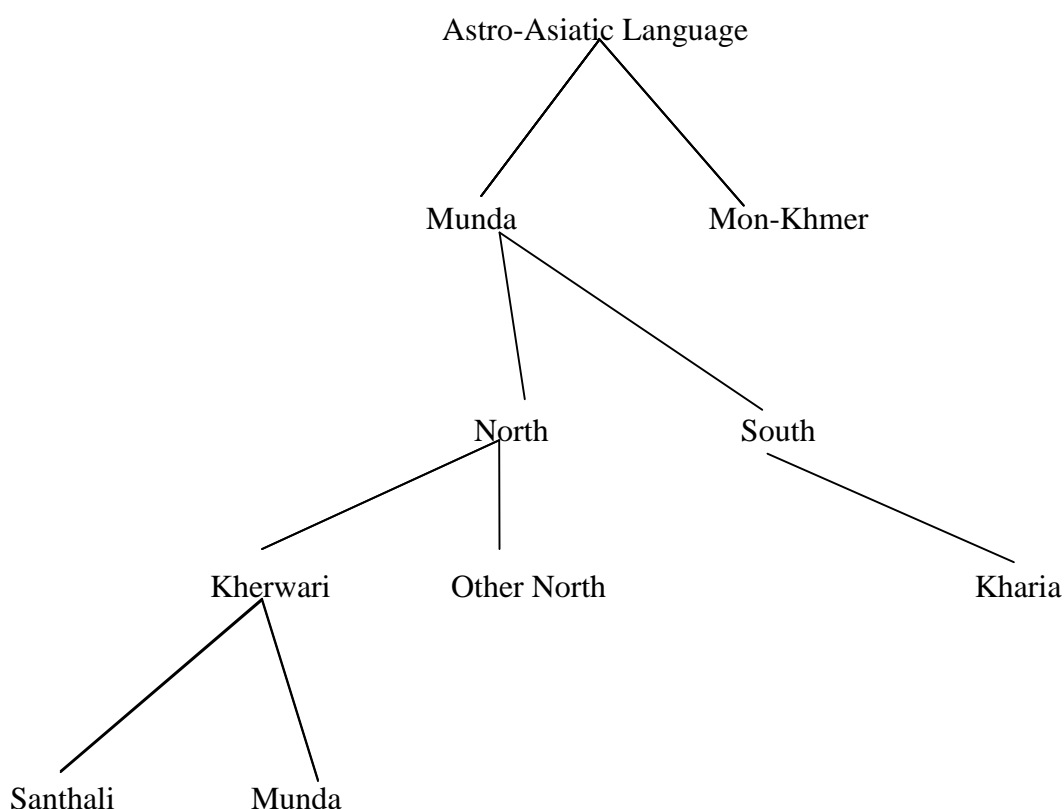 Astro-Asiatic Language
Munda Mon-Khmer
North South
Kherwari Other North Kharia
Santhali Munda